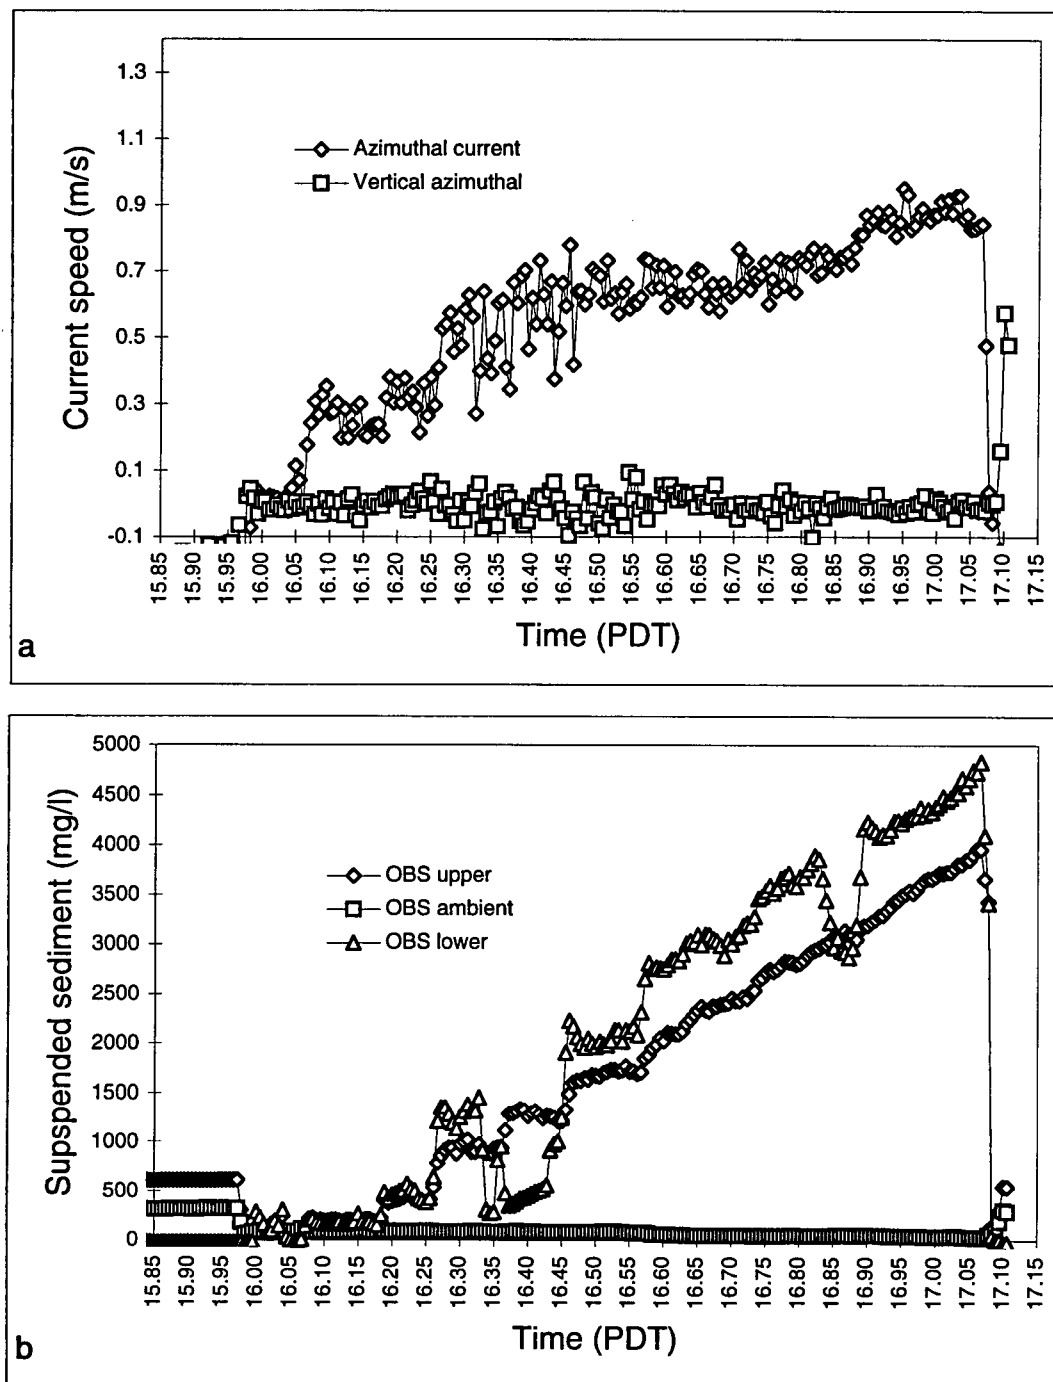 1.3
1.1
0.9
0.7
0.5
0.3
0.1
-0.1
Current speed (m/s)
Azimuthal current
Vertical azimuthal
15.85 15.90 15.95 16.00 16.05 16.10 16.15 16.20 16.25 16.30 16.35 16.40 16.45 16.50 16.55 16.60 16.65 16.70 16.75 16.80 16.85 16.90 16.95 17.00 17.05 17.10 17.15
Time (PDT)
a
5000
4500
4000
3500
3000
2500
2000
1500
1000
500
0
Supspended sediment (mg/l)
OBS upper
OBS ambient
OBS lower
15.85 15.90 15.95 16.00 16.05 16.10 16.15 16.20 16.25 16.30 16.35 16.40 16.45 16.50 16.55 16.60 16.65 16.70 16.75 16.80 16.85 16.90 16.95 17.00 17.05 17.10 17.15
Time (PDT)
b